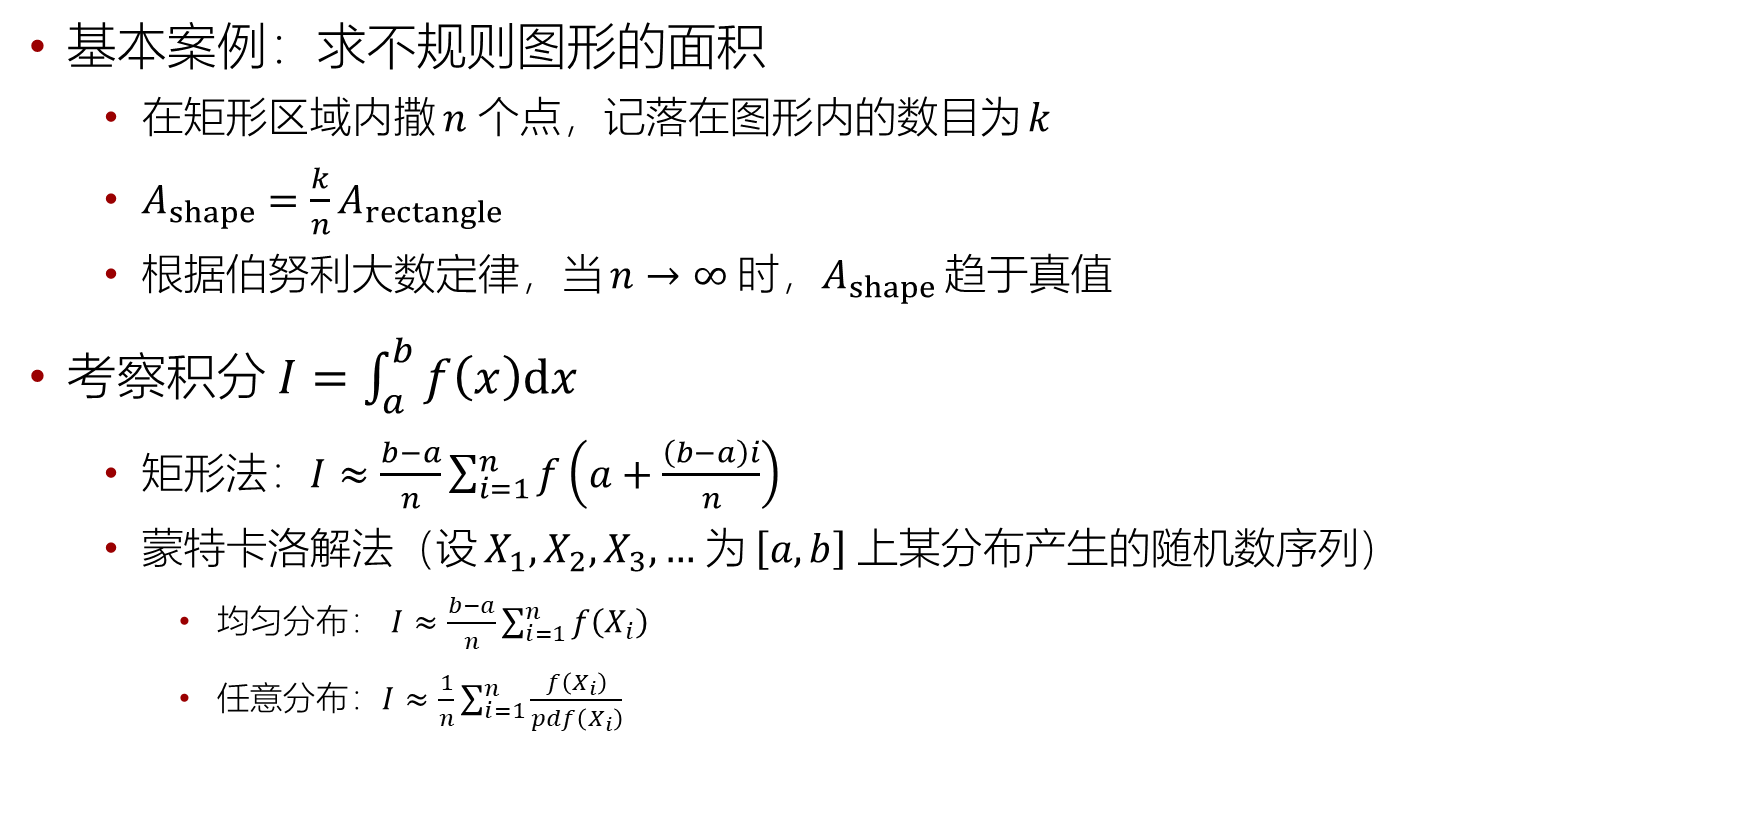 • 基本案例：求不规则图形的面积
• 在矩形区域内撒 n 个点，记落在图形内的数目为 k
• A_shape = k/n A_rectangle
• 根据伯努利大数定律，当 n → ∞ 时，A_shape 趋于真值
• 考察积分 I = ∫_a^b f(x)dx
• 矩形法：I ≈ (b−a)/n ∑_{i=1}^n f(a + (b−a)i/n)
• 蒙特卡洛解法（设 X_1, X_2, X_3, … 为 [a, b] 上某分布产生的随机数序列）
• 均匀分布： I ≈ (b−a)/n ∑_{i=1}^n f(X_i)
• 任意分布：I ≈ 1/n ∑_{i=1}^n f(X_i)/pdf(X_i)